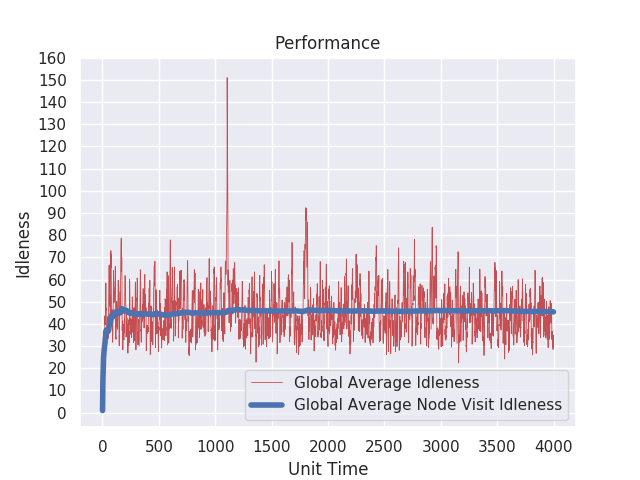 Performance
160
150
140
130
120
110
100
90
80
70
60
50
40
30
20
10
0
Idleness
Global Average Idleness
Global Average Node Visit Idleness
0 500 1000 1500 2000 2500 3000 3500 4000
Unit Time